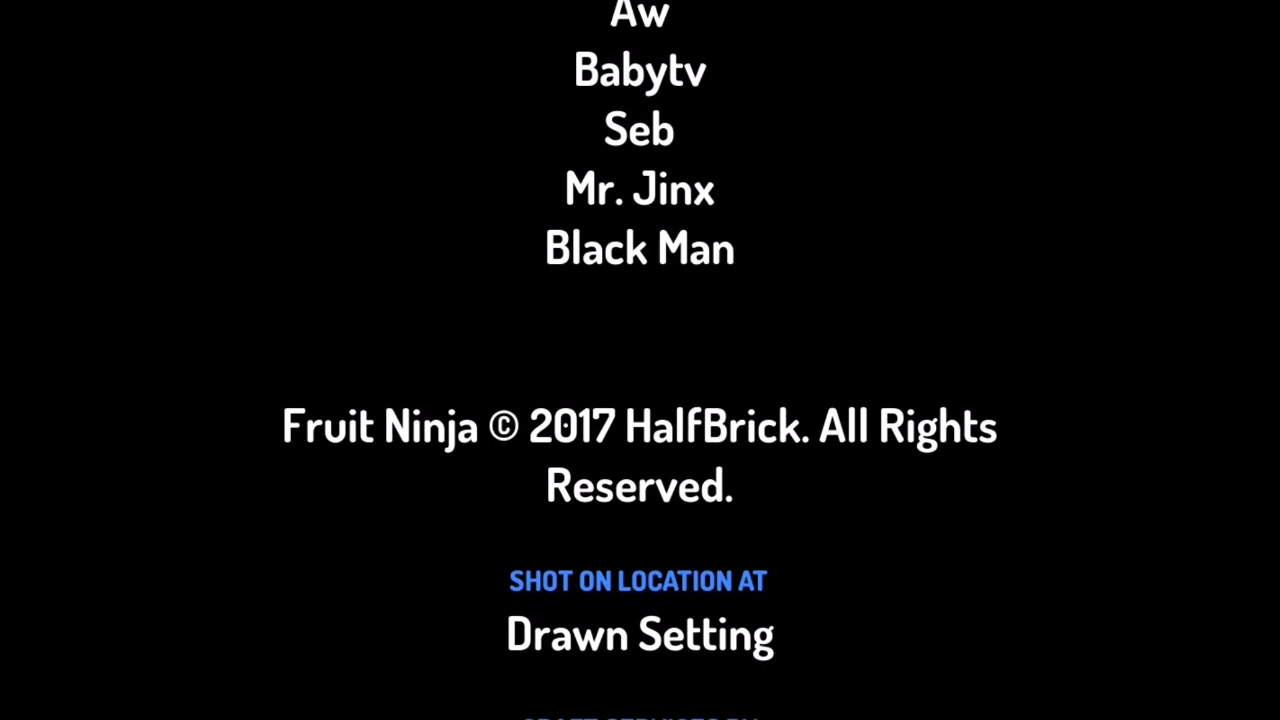 Aw
Babytv
Seb
Mr. Jinx
Black Man
Fruit Ninja © 2017 HalfBrick. All Rights
Reserved.
SHOT ON LOCATION AT
Drawn Setting